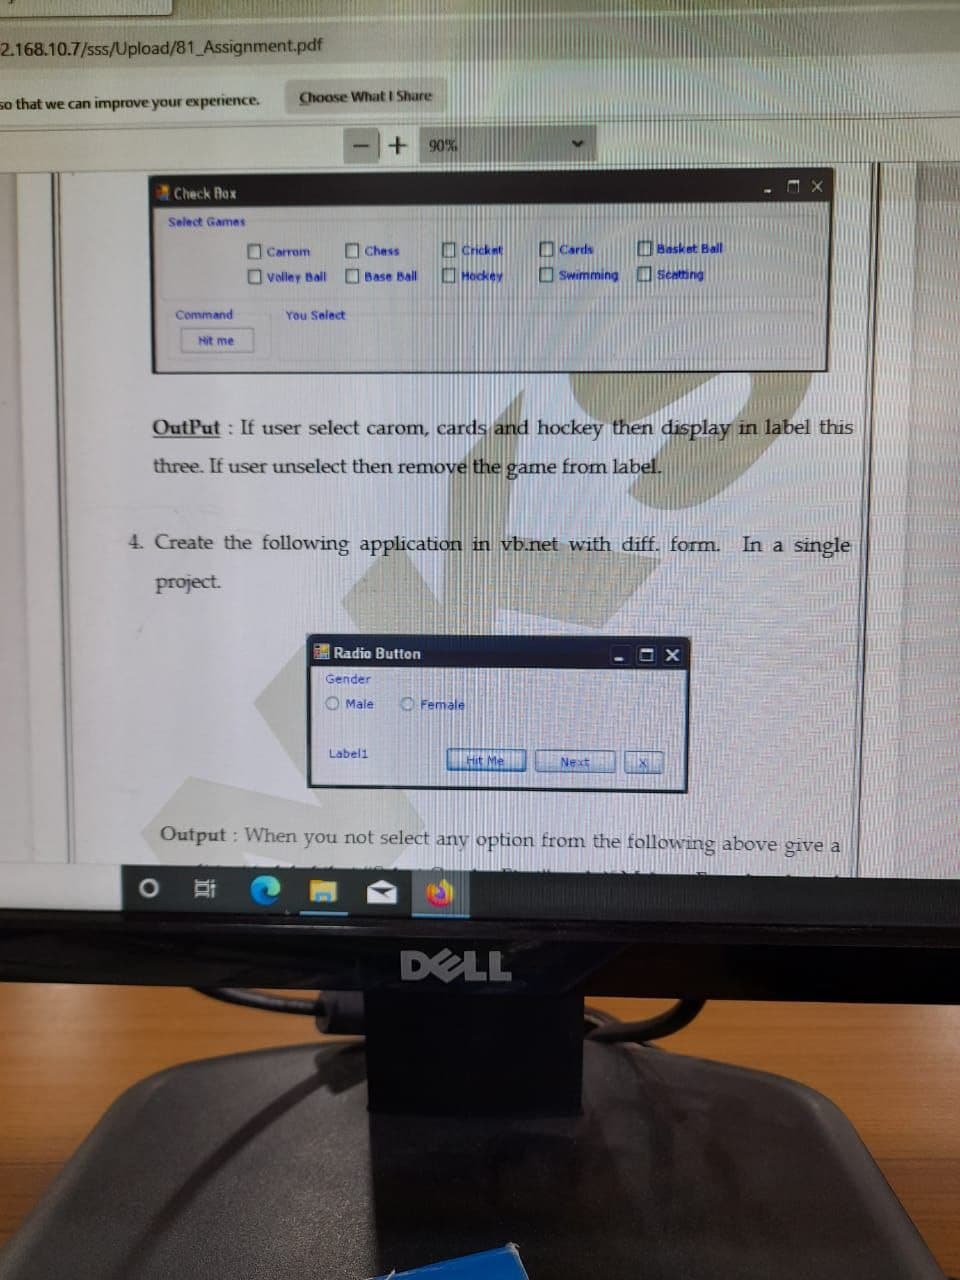 2.168.10.7/sss/Upload/81_Assignment.pdf
so that we can improve your experience. Choose What I Share
− + 90%
Check Box
Select Games
Carrom Chess Cricket Cards Basket Ball
Volley Ball Base Ball Hockey Swimming Scatting
Command You Select
Hit me
OutPut : If user select carom, cards and hockey then display in label this
three. If user unselect then remove the game from label.
4. Create the following application in vb.net with diff. form. In a single
project.
Radio Button
Gender
Male Female
Label1 Hit Me Next X
Output : When you not select any option from the following above give a
DELL